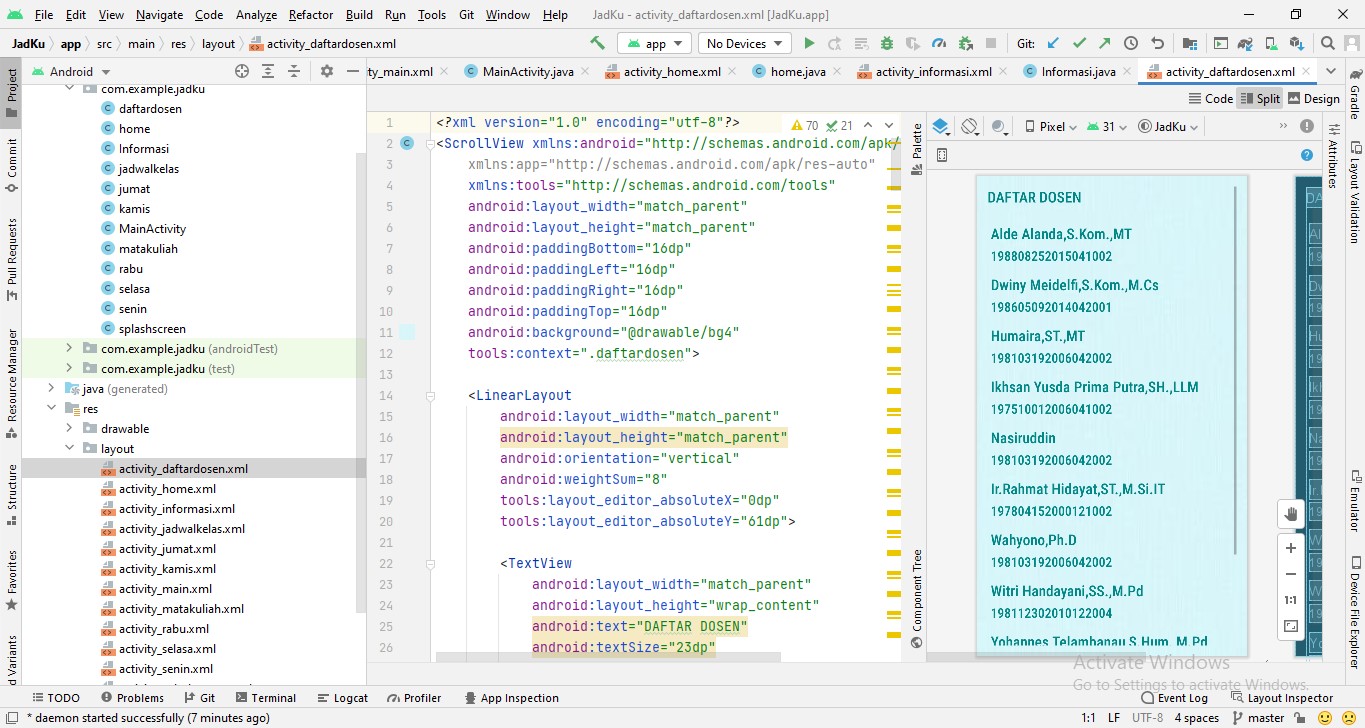 File Edit View Navigate Code Analyze Refactor Build Run Tools Git Window Help JadKu - activity_daftardosen.xml [JadKu.app]
JadKu app src main res layout activity_daftardosen.xml app No Devices Git:
Android ty_main.xml MainActivity.java activity_home.xml home.java activity_informasi.xml Informasi.java activity_daftardosen.xml
Code Split Design
Project
Commit
Pull Requests
Resource Manager
Structure
Favorites
d Variants
com.example.jadku
daftardosen
home
Informasi
jadwalkelas
jumat
kamis
MainActivity
matakuliah
rabu
selasa
senin
splashscreen
com.example.jadku (androidTest)
com.example.jadku (test)
java (generated)
res
drawable
layout
activity_daftardosen.xml
activity_home.xml
activity_informasi.xml
activity_jadwalkelas.xml
activity_jumat.xml
activity_kamis.xml
activity_main.xml
activity_matakuliah.xml
activity_rabu.xml
activity_selasa.xml
activity_senin.xml
70 21
1 <?xml version="1.0" encoding="utf-8"?>
2 <ScrollView xmlns:android="http://schemas.android.com/apk/
3 xmlns:app="http://schemas.android.com/apk/res-auto"
4 xmlns:tools="http://schemas.android.com/tools"
5 android:layout_width="match_parent"
6 android:layout_height="match_parent"
7 android:paddingBottom="16dp"
8 android:paddingLeft="16dp"
9 android:paddingRight="16dp"
10 android:paddingTop="16dp"
11 android:background="@drawable/bg4"
12 tools:context=".daftardosen">
13
14 <LinearLayout
15 android:layout_width="match_parent"
16 android:layout_height="match_parent"
17 android:orientation="vertical"
18 android:weightSum="8"
19 tools:layout_editor_absoluteX="0dp"
20 tools:layout_editor_absoluteY="61dp">
21
22 <TextView
23 android:layout_width="match_parent"
24 android:layout_height="wrap_content"
25 android:text="DAFTAR DOSEN"
26 android:textSize="23dp"
Palette
Component Tree
Pixel 31 JadKu
DAFTAR DOSEN
Alde Alanda,S.Kom.,MT
198808252015041002
Dwiny Meidelfi,S.Kom.,M.Cs
198605092014042001
Humaira,ST.,MT
198103192006042002
Ikhsan Yusda Prima Putra,SH.,LLM
197510012006041002
Nasiruddin
198103192006042002
Ir.Rahmat Hidayat,ST.,M.Si.IT
197804152000121002
Wahyono,Ph.D
198103192006042002
Witri Handayani,SS.,M.Pd
198112302010122004
Yohannes Telambanau,S.Hum.,M.Pd
1:1
Attributes
Gradle
Layout Validation
Emulator
Device File Explorer
Activate Windows
Go to Settings to activate Windows.
TODO Problems Git Terminal Logcat Profiler App Inspection Event Log Layout Inspector
* daemon started successfully (7 minutes ago) 1:1 LF UTF-8 4 spaces master